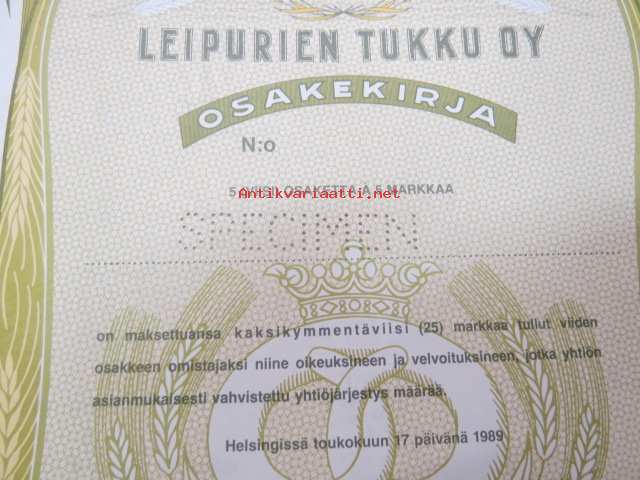 LEIPURIEN TUKKU OY
OSAKEKIRJA
N:o
5 (VIISI) OSAKETTA Á 5 MARKKAA
Antikvariaatti.net
SPECIMEN
on maksettuansa kaksikymmentäviisi (25) markkaa tullut viiden
osakkeen omistajaksi niine oikeuksineen ja velvoituksineen, jotka yhtiön
asianmukaisesti vahvistettu yhtiöjärjestys määrää.
Helsingissä toukokuun 17 päivänä 1989